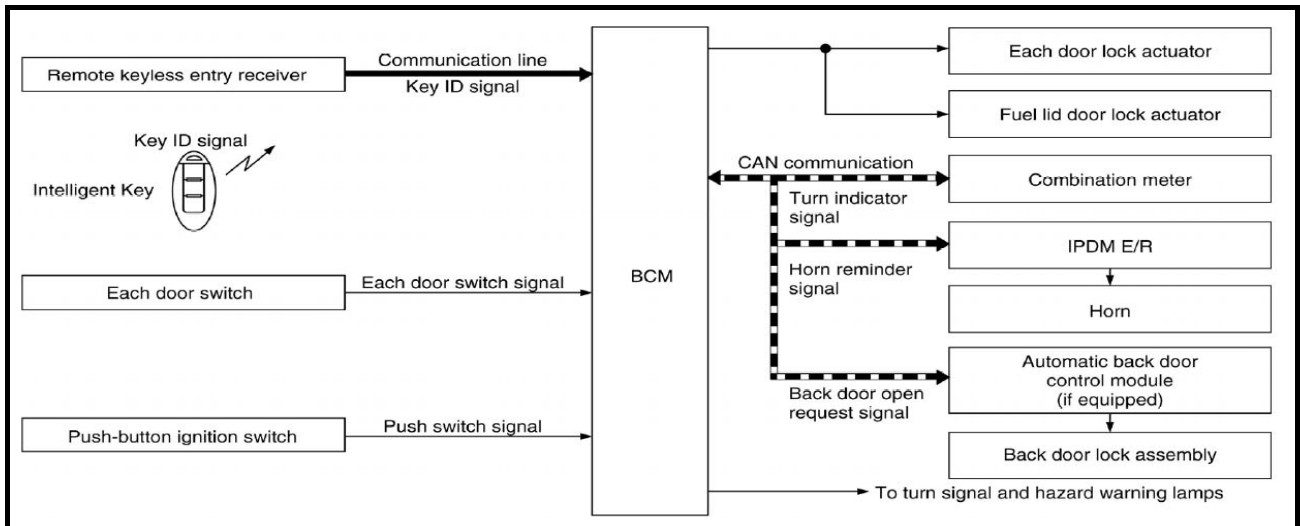 Remote keyless entry receiver
Communication line
Key ID signal
Key ID signal
Intelligent Key
Each door switch
Each door switch signal
Push-button ignition switch
Push switch signal
BCM
Each door lock actuator
Fuel lid door lock actuator
CAN communication
Combination meter
Turn indicator
signal
IPDM E/R
Horn reminder
signal
Horn
Automatic back door
control module
(if equipped)
Back door open
request signal
Back door lock assembly
To turn signal and hazard warning lamps